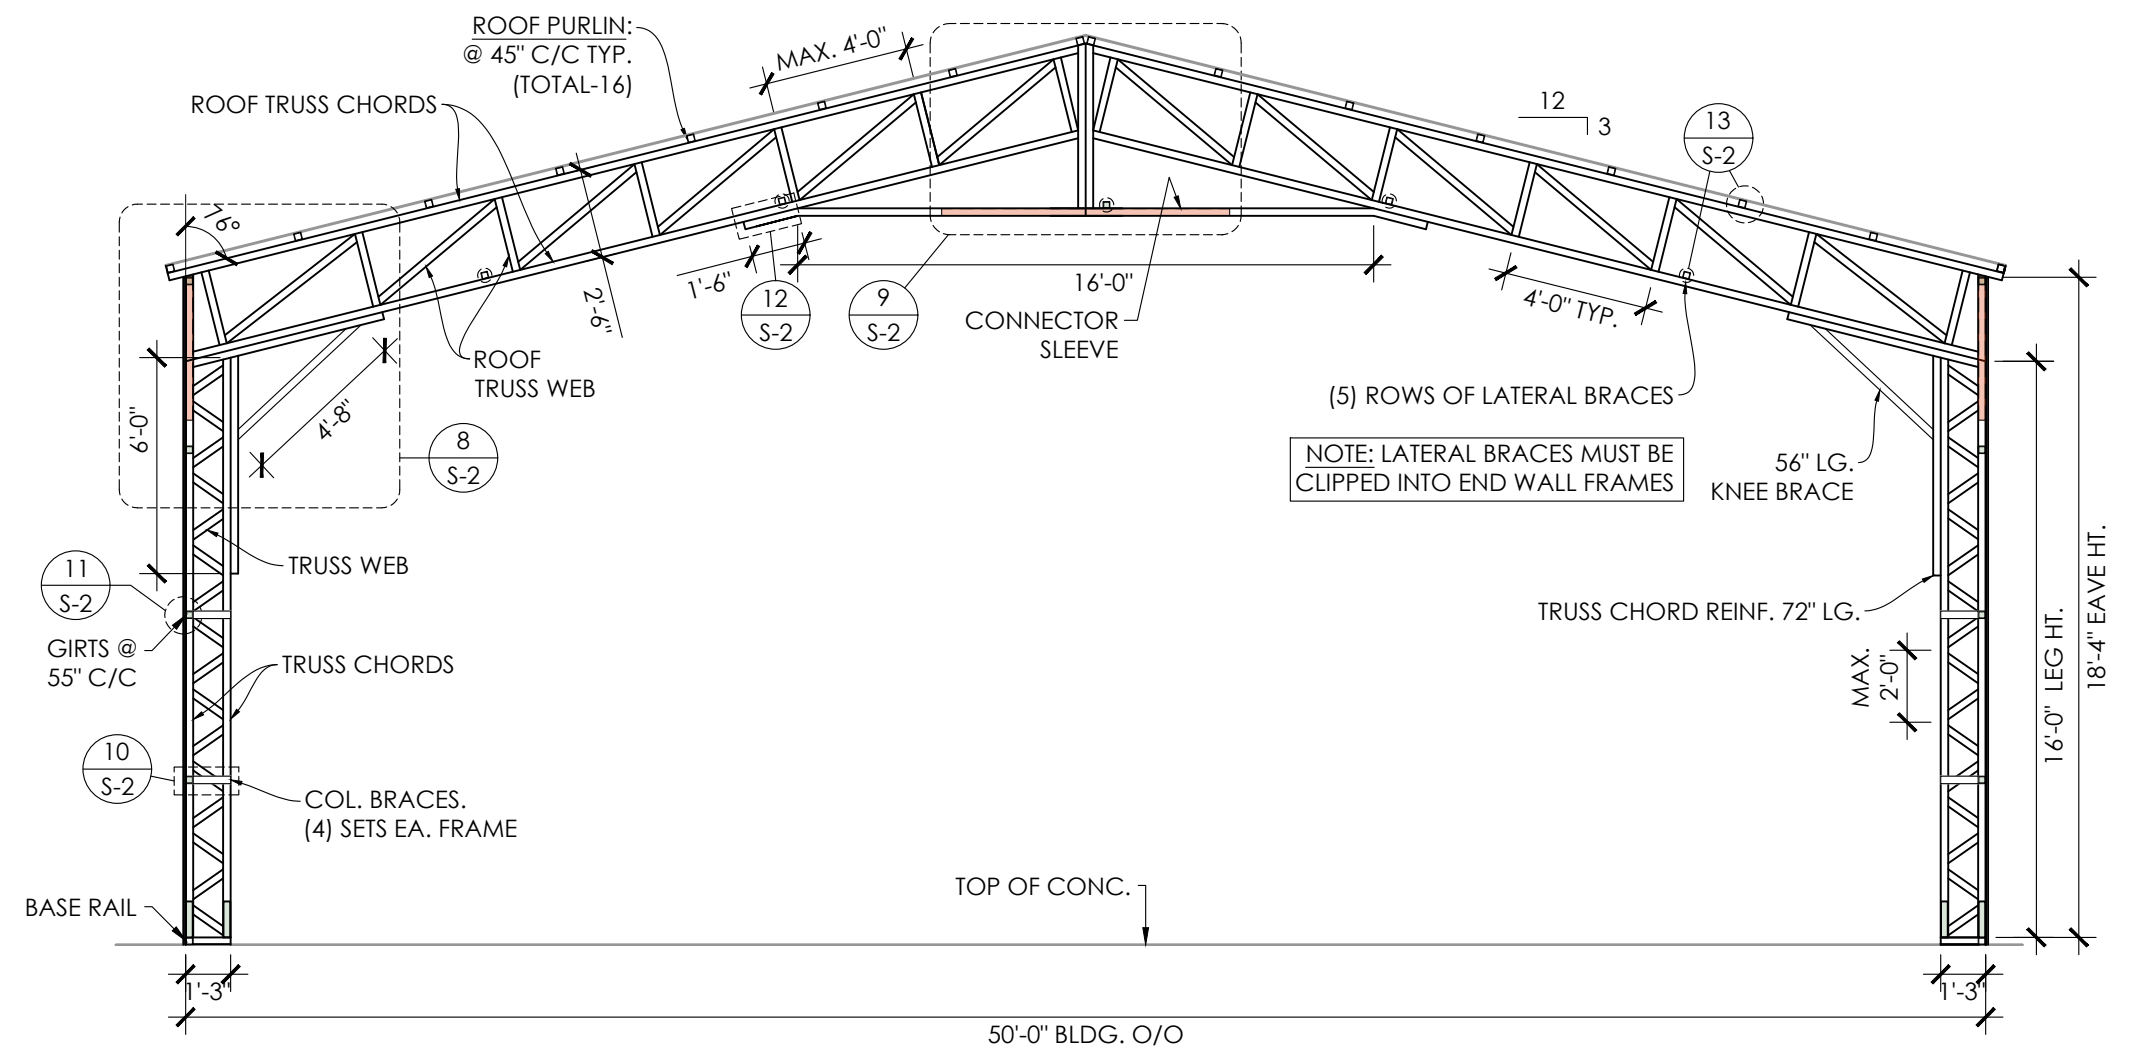 ROOF PURLIN:
@ 45" C/C TYP.
(TOTAL-16)
MAX. 4'-0"
ROOF TRUSS CHORDS
12
3
13
S-2
76°
2'-6"
1'-6"
12
S-2
9
S-2
16'-0"
CONNECTOR
SLEEVE
4'-0" TYP.
ROOF
TRUSS WEB
6'-0"
4'-8"
8
S-2
(5) ROWS OF LATERAL BRACES
NOTE: LATERAL BRACES MUST BE
CLIPPED INTO END WALL FRAMES
56" LG.
KNEE BRACE
TRUSS WEB
11
S-2
GIRTS @
55" C/C
TRUSS CHORDS
TRUSS CHORD REINF. 72" LG.
MAX.
2'-0"
16'-0" LEG HT.
18'-4" EAVE HT.
10
S-2
COL. BRACES.
(4) SETS EA. FRAME
BASE RAIL
TOP OF CONC.
1'-3"
1'-3"
50'-0" BLDG. O/O